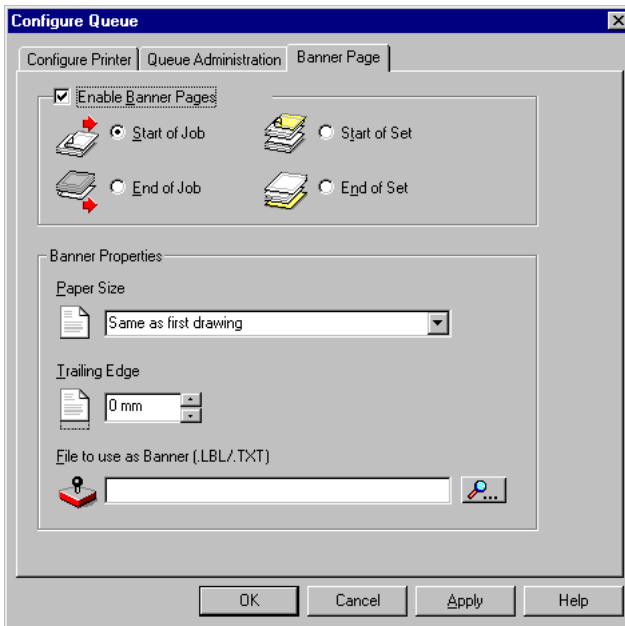 Configure Queue
Configure Printer Queue Administration Banner Page
Enable Banner Pages
Start of Job Start of Set
End of Job End of Set
Banner Properties
Paper Size
Same as first drawing
Trailing Edge
0 mm
File to use as Banner (.LBL/.TXT)
...
OK Cancel Apply Help